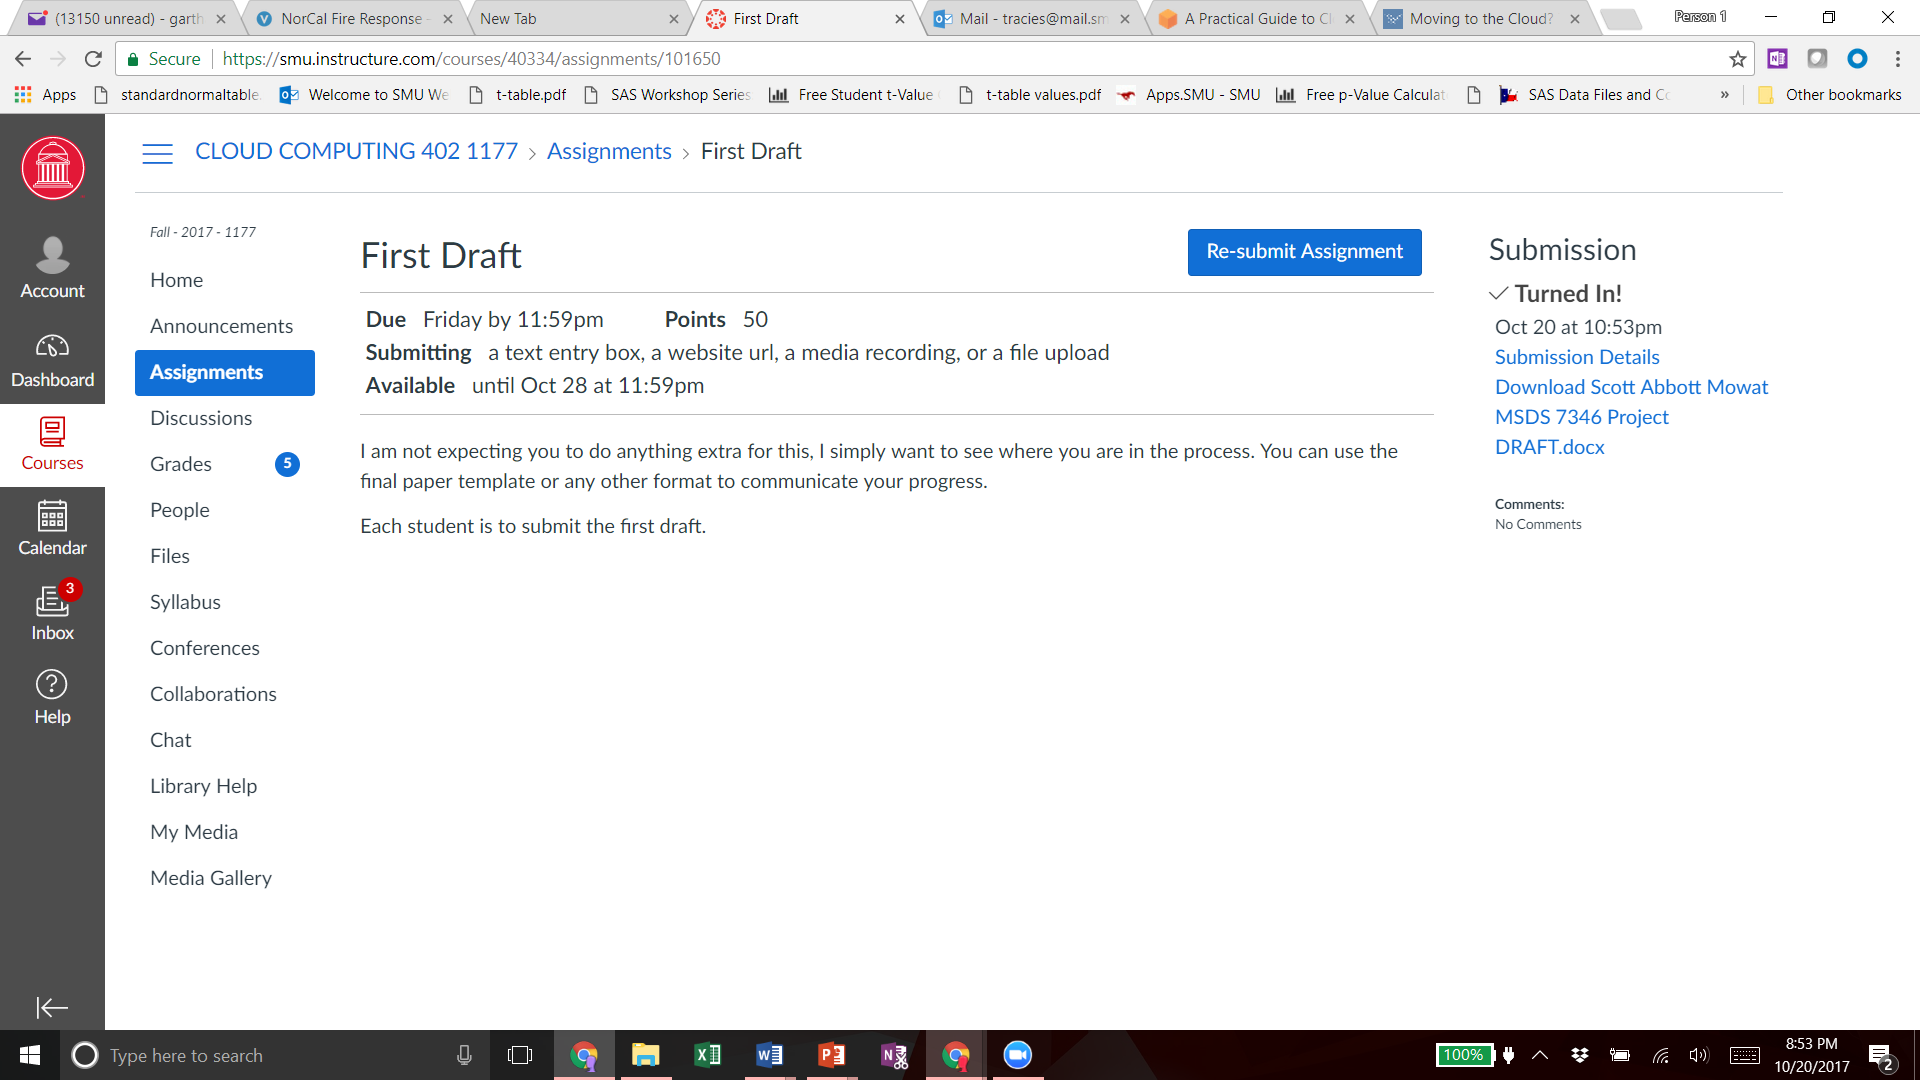 (13150 unread) - garth
NorCal Fire Response -
New Tab
First Draft
Mail - tracies@mail.sm
A Practical Guide to Cl
Moving to the Cloud?
Person 1
Secure
https://smu.instructure.com/courses/40334/assignments/101650
Apps
standardnormaltable.
Welcome to SMU We
t-table.pdf
SAS Workshop Series
Free Student t-Value
t-table values.pdf
Apps.SMU - SMU
Free p-Value Calculat
SAS Data Files and Co
»
Other bookmarks
CLOUD COMPUTING 402 1177 › Assignments › First Draft
Account
Dashboard
Courses
Calendar
3
Inbox
Help
Fall - 2017 - 1177
Home
Announcements
Assignments
Discussions
Grades 5
People
Files
Syllabus
Conferences
Collaborations
Chat
Library Help
My Media
Media Gallery
First Draft
Re-submit Assignment
Due Friday by 11:59pm Points 50
Submitting a text entry box, a website url, a media recording, or a file upload
Available until Oct 28 at 11:59pm
I am not expecting you to do anything extra for this, I simply want to see where you are in the process. You can use the
final paper template or any other format to communicate your progress.
Each student is to submit the first draft.
Submission
Turned In!
Oct 20 at 10:53pm
Submission Details
Download Scott Abbott Mowat
MSDS 7346 Project
DRAFT.docx
Comments:
No Comments
Type here to search
100%
8:53 PM
10/20/2017
2